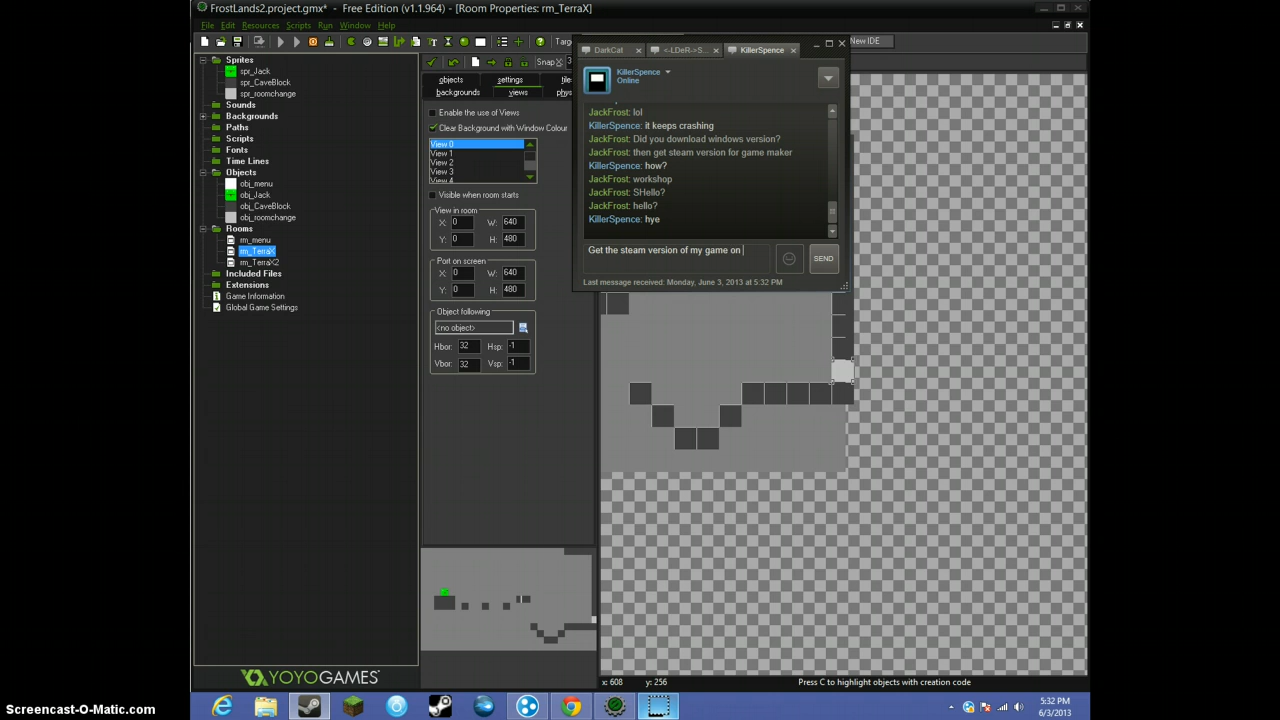 FrostLands2.project.gmx* - Free Edition (v1.1.964) - [Room Properties: rm_TerraX]
File Edit Resources Scripts Run Window Help
Targe
New IDE
Sprites
spr_Jack
spr_CaveBlock
spr_roomchange
Sounds
Backgrounds
Paths
Scripts
Fonts
Time Lines
Objects
obj_menu
obj_Jack
obj_CaveBlock
obj_roomchange
Rooms
rm_menu
rm_TerraX
rm_TerraX2
Included Files
Extensions
Game Information
Global Game Settings
YOYOGAMES
Snap X: 3
objects settings tile
backgrounds views phys
Enable the use of Views
Clear Background with Window Colour
View 0
View 1
View 2
View 3
View 4
Visible when room starts
View in room
X: 0 W: 640
Y: 0 H: 480
Port on screen
X: 0 W: 640
Y: 0 H: 480
Object following
<no object>
Hbor: 32 Hsp: -1
Vbor: 32 Vsp: -1
DarkCat <-LDeR->S... KillerSpence
KillerSpence
Online
JackFrost: lol
KillerSpence: it keeps crashing
JackFrost: Did you download windows version?
JackFrost: then get steam version for game maker
KillerSpence: how?
JackFrost: workshop
JackFrost: SHello?
JackFrost: hello?
KillerSpence: hye
Get the steam version of my game on
SEND
Last message received: Monday, June 3, 2013 at 5:32 PM
x: 608 y: 256 Press C to highlight objects with creation code
5:32 PM
6/3/2013
Screencast-O-Matic.com